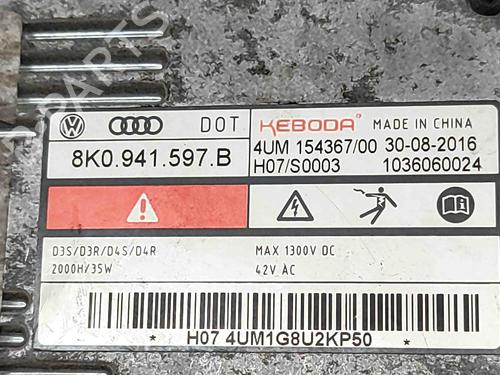 DOT KEBODA MADE IN CHINA
8K0.941.597.B
4UM 154367/00 30-08-2016
H07/S0003 1036060024
D3S/D3R/D4S/D4R
2000H/35W
MAX 1300V DC
42V AC
* H07 4UM1G8U2KP50 *